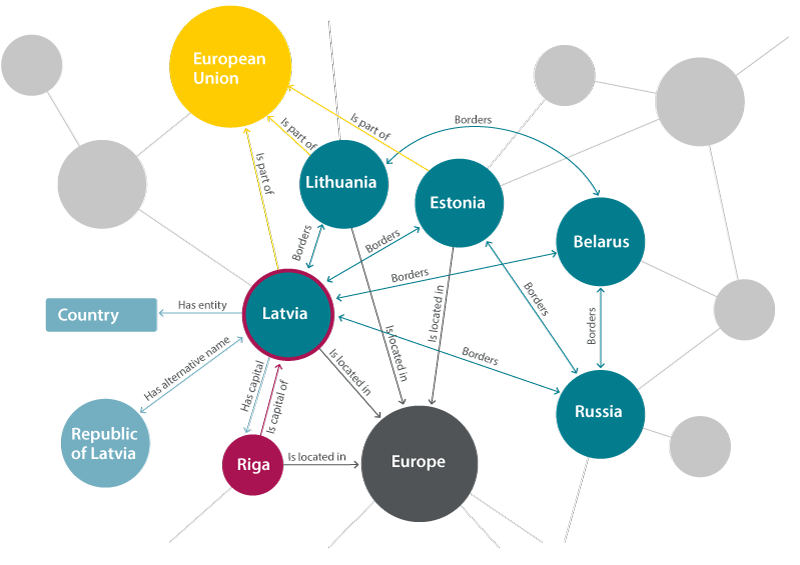 European
Union
Is part of
Is part of
Is part of
Borders
Lithuania
Estonia
Belarus
Borders
Borders
Borders
Borders
Borders
Country
Has entity
Latvia
Is located in
Is located in
Is located in
Borders
Has alternative name
Has capital
Is capital of
Republic
of Latvia
Riga
Is located in
Europe
Russia